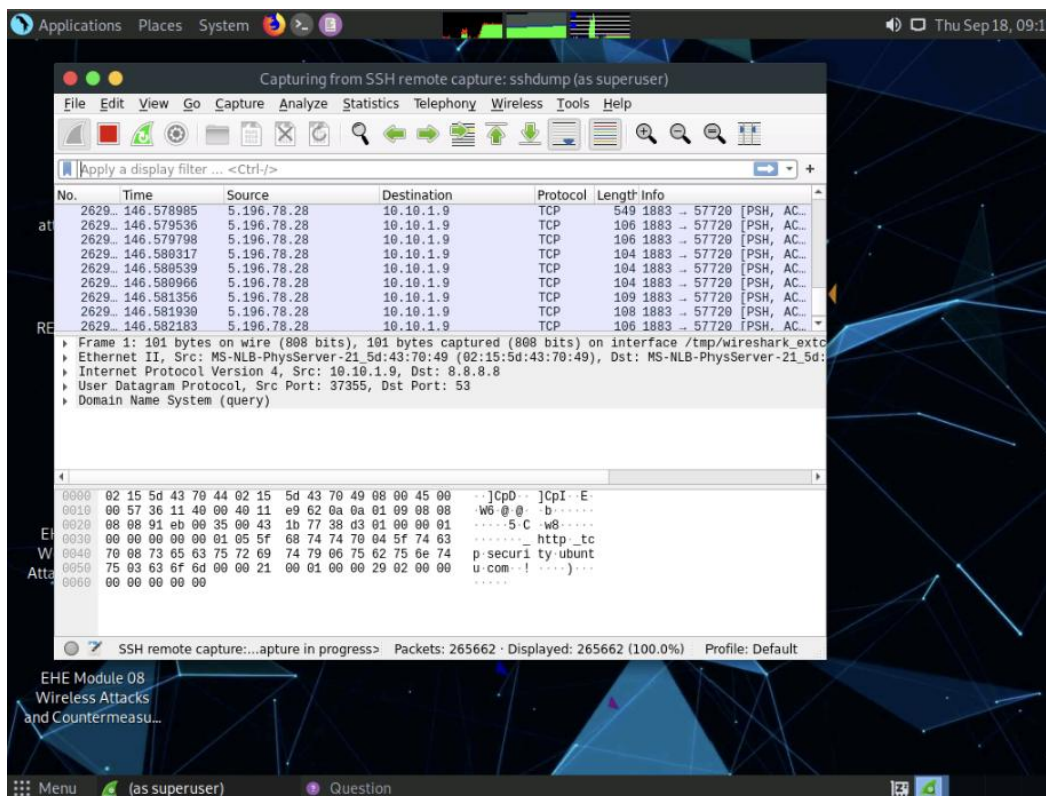 Applications Places System Thu Sep 18, 09:1
Capturing from SSH remote capture: sshdump (as superuser)
File Edit View Go Capture Analyze Statistics Telephony Wireless Tools Help
Apply a display filter ... <Ctrl-/>
No. Time Source Destination Protocol Length Info
2629… 146.578985 5.196.78.28 10.10.1.9 TCP 549 1883 → 57720 [PSH, AC…
2629… 146.579536 5.196.78.28 10.10.1.9 TCP 106 1883 → 57720 [PSH, AC…
2629… 146.579798 5.196.78.28 10.10.1.9 TCP 106 1883 → 57720 [PSH, AC…
2629… 146.580317 5.196.78.28 10.10.1.9 TCP 104 1883 → 57720 [PSH, AC…
2629… 146.580539 5.196.78.28 10.10.1.9 TCP 104 1883 → 57720 [PSH, AC…
2629… 146.580966 5.196.78.28 10.10.1.9 TCP 104 1883 → 57720 [PSH, AC…
2629… 146.581356 5.196.78.28 10.10.1.9 TCP 109 1883 → 57720 [PSH, AC…
2629… 146.581930 5.196.78.28 10.10.1.9 TCP 108 1883 → 57720 [PSH, AC…
2629… 146.582183 5.196.78.28 10.10.1.9 TCP 106 1883 → 57720 [PSH, AC…
Frame 1: 101 bytes on wire (808 bits), 101 bytes captured (808 bits) on interface /tmp/wireshark_extc
Ethernet II, Src: MS-NLB-PhysServer-21_5d:43:70:49 (02:15:5d:43:70:49), Dst: MS-NLB-PhysServer-21_5d:
Internet Protocol Version 4, Src: 10.10.1.9, Dst: 8.8.8.8
User Datagram Protocol, Src Port: 37355, Dst Port: 53
Domain Name System (query)
0000 02 15 5d 43 70 44 02 15 5d 43 70 49 08 00 45 00 ··]CpD·· ]CpI··E·
0010 00 57 36 11 40 00 40 11 e9 62 0a 0a 01 09 08 08 ·W6·@·@· ·b······
0020 08 08 91 eb 00 35 00 43 1b 77 38 d3 01 00 00 01 ·····5·C ·w8·····
0030 00 00 00 00 00 01 05 5f 68 74 74 70 04 5f 74 63 ·······_ http·_tc
0040 70 08 73 65 63 75 72 69 74 79 06 75 62 75 6e 74 p·securi ty·ubunt
0050 75 03 63 6f 6d 00 00 21 00 01 00 00 29 02 00 00 u·com··! ····)···
0060 00 00 00 00 00 ·····
SSH remote capture:...apture in progress> Packets: 265662 · Displayed: 265662 (100.0%) Profile: Default
att
RE
EH
W
Atta
EHE Module 08
Wireless Attacks
and Countermeasu...
Menu (as superuser) Question